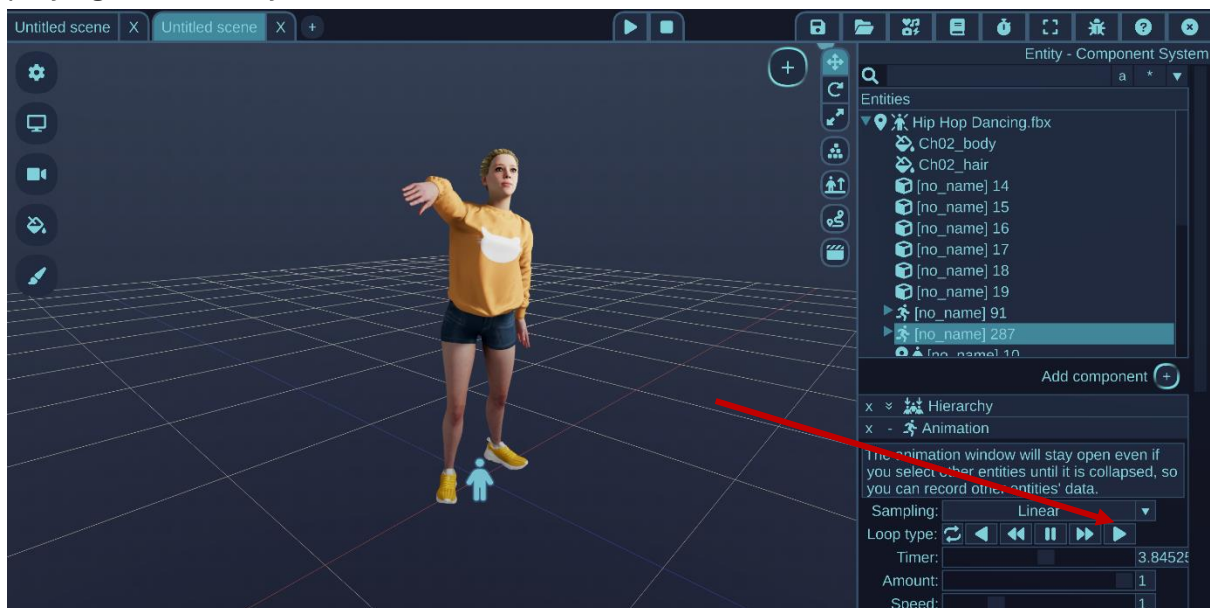 Untitled scene X Untitled scene X +
Entity - Component System
a * ▼
Entities
Hip Hop Dancing.fbx
Ch02_body
Ch02_hair
[no_name] 14
[no_name] 15
[no_name] 16
[no_name] 17
[no_name] 18
[no_name] 19
[no_name] 91
[no_name] 287
[no_name] 10
Add component +
x Hierarchy
x - Animation
The animation window will stay open even if
you select other entities until it is collapsed, so
you can record other entities' data.
Sampling: Linear
Loop type:
Timer: 3.84525
Amount: 1
Speed: 1